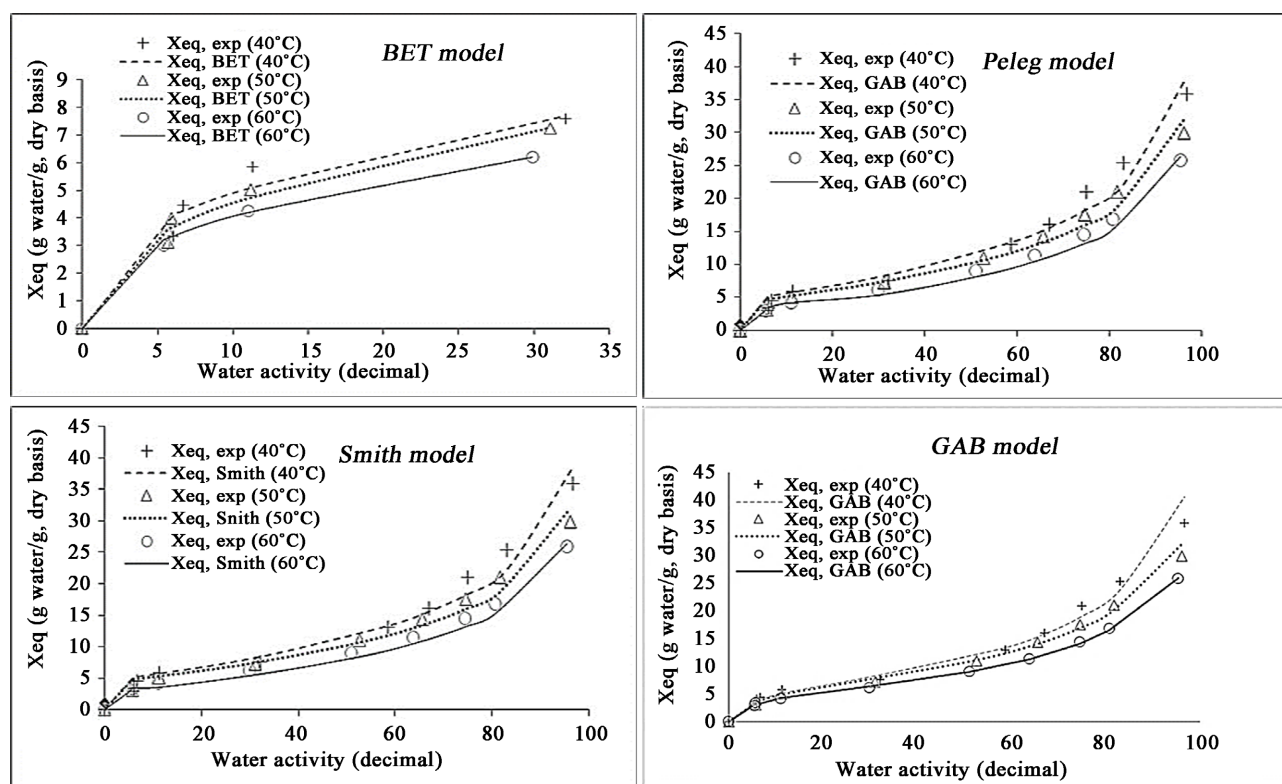 BET model
Xeq, exp (40°C)
Xeq, BET (40°C)
Xeq, exp (50°C)
Xeq, BET (50°C)
Xeq, exp (60°C)
Xeq, BET (60°C)
Xeq (g water/g, dry basis)
9
8
7
6
5
4
3
2
1
0
0 5 10 15 20 25 30 35
Water activity (decimal)
Peleg model
Xeq, exp (40°C)
Xeq, GAB (40°C)
Xeq, exp (50°C)
Xeq, GAB (50°C)
Xeq, exp (60°C)
Xeq, GAB (60°C)
Xeq (g water/g, dry basis)
45
40
35
30
25
20
15
10
5
0
0 20 40 60 80 100
Water activity (decimal)
Smith model
Xeq, exp (40°C)
Xeq, Smith (40°C)
Xeq, exp (50°C)
Xeq, Snith (50°C)
Xeq, exp (60°C)
Xeq, Smith (60°C)
Xeq (g water/g, dry basis)
45
40
35
30
25
20
15
10
5
0
0 20 40 60 80 100
Water activity (decimal)
GAB model
Xeq, exp (40°C)
Xeq, GAB (40°C)
Xeq, exp (50°C)
Xeq, GAB (50°C)
Xeq, exp (60°C)
Xeq, GAB (60°C)
Xeq (g water/g, dry basis)
45
40
35
30
25
20
15
10
5
0
0 20 40 60 80 100
Water activity (decimal)